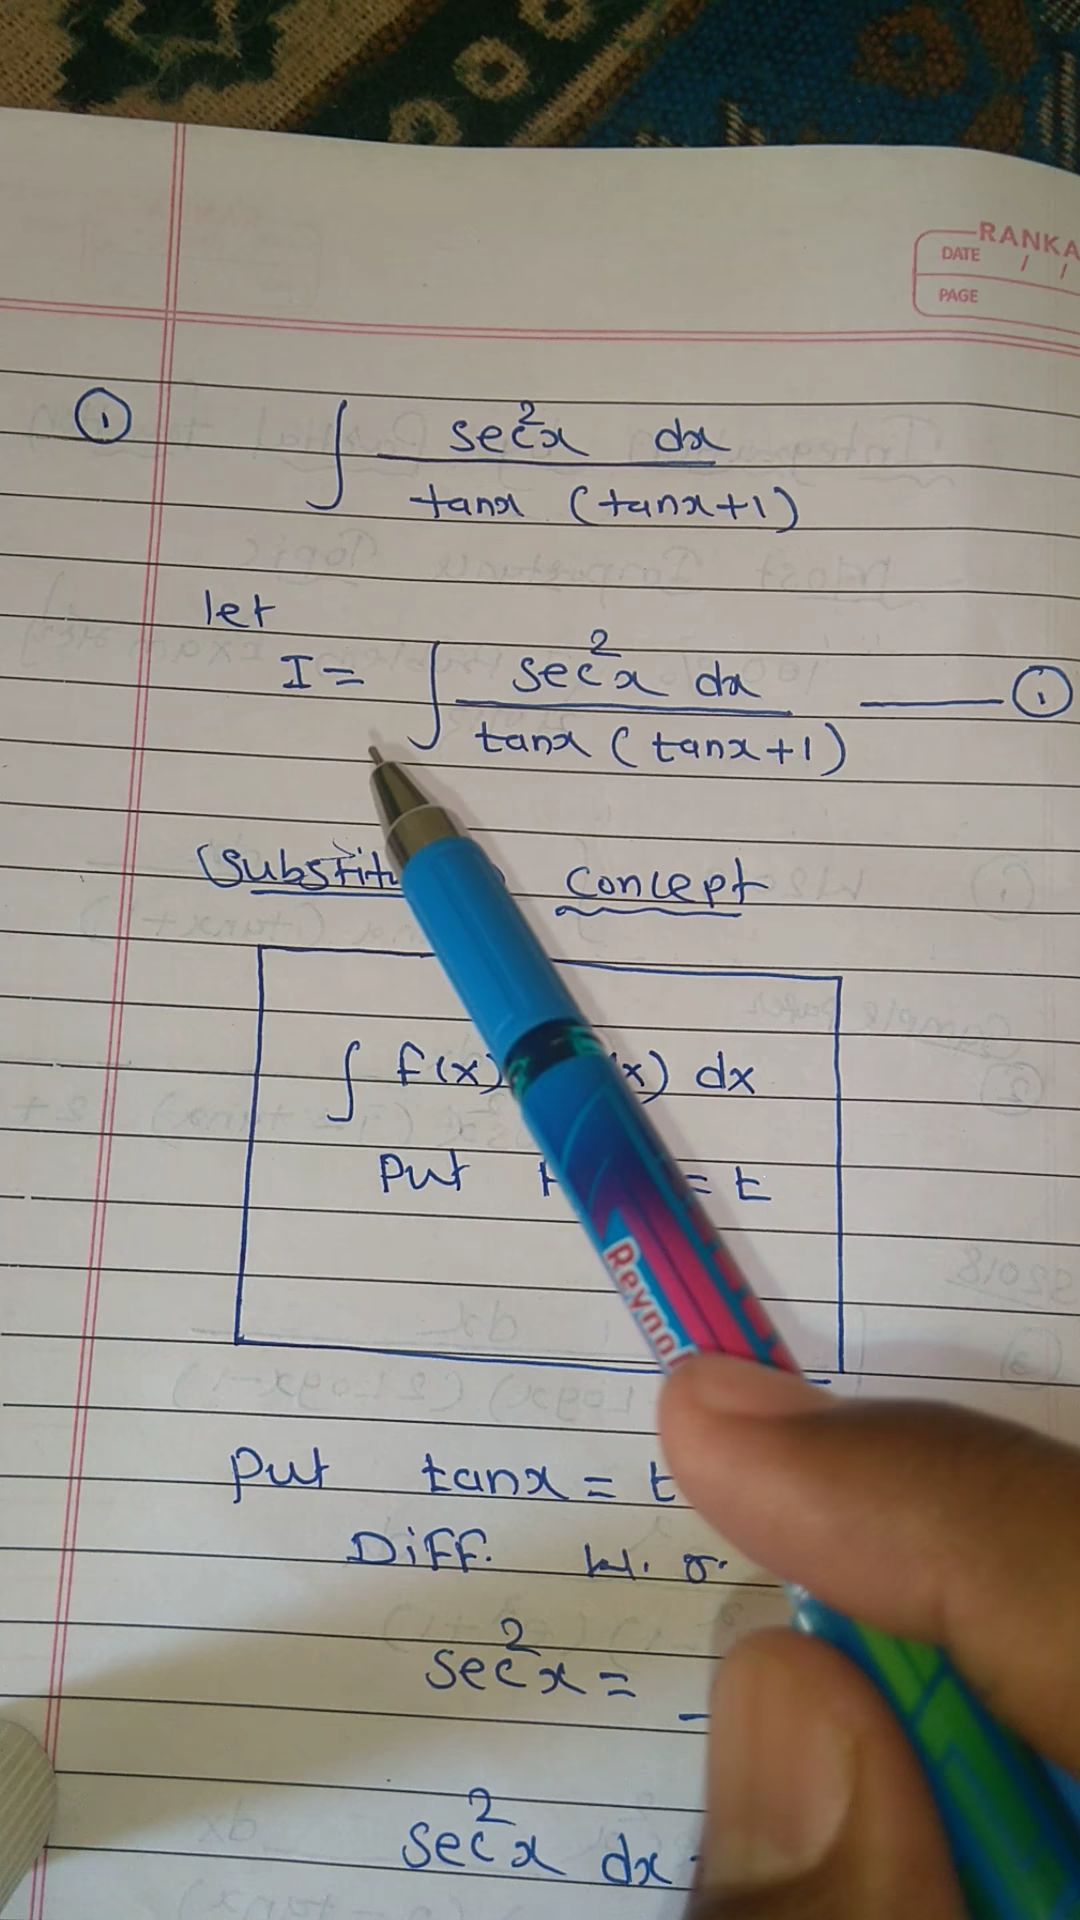 RANKA
DATE / /
PAGE
① ∫ sec²x dx / tanx (tanx+1)
let
I = ∫ sec²x dx / tanx (tanx+1) —— ①
Concept
∫ f(x) (x) dx
Put = t
Put tanx = t
Diff. w. r.
sec²x =
sec²x dx
Reynol